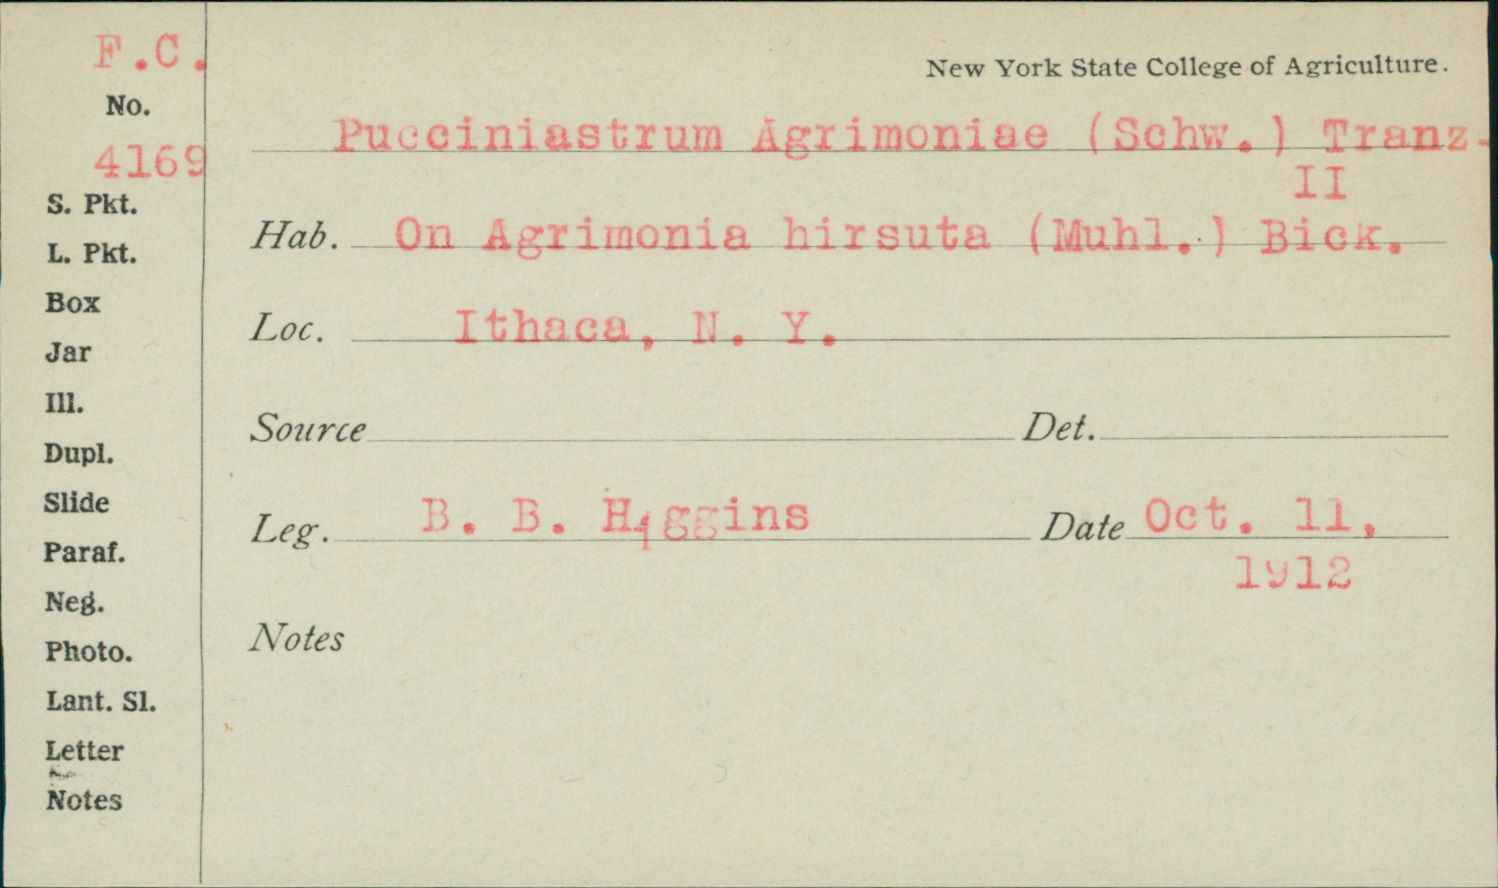 F.C.
No.
4169
S. Pkt.
L. Pkt.
Box
Jar
Ill.
Dupl.
Slide
Paraf.
Neg.
Photo.
Lant. Sl.
Letter
Notes
New York State College of Agriculture.
Pucciniastrum Agrimoniae (Schw.) Tranz-
II
Hab. On Agrimonia hirsuta (Muhl.) Bick.
Loc. Ithaca, N. Y.
Source Det.
Leg. B. B. Higgins Date Oct. 11,
1912
Notes